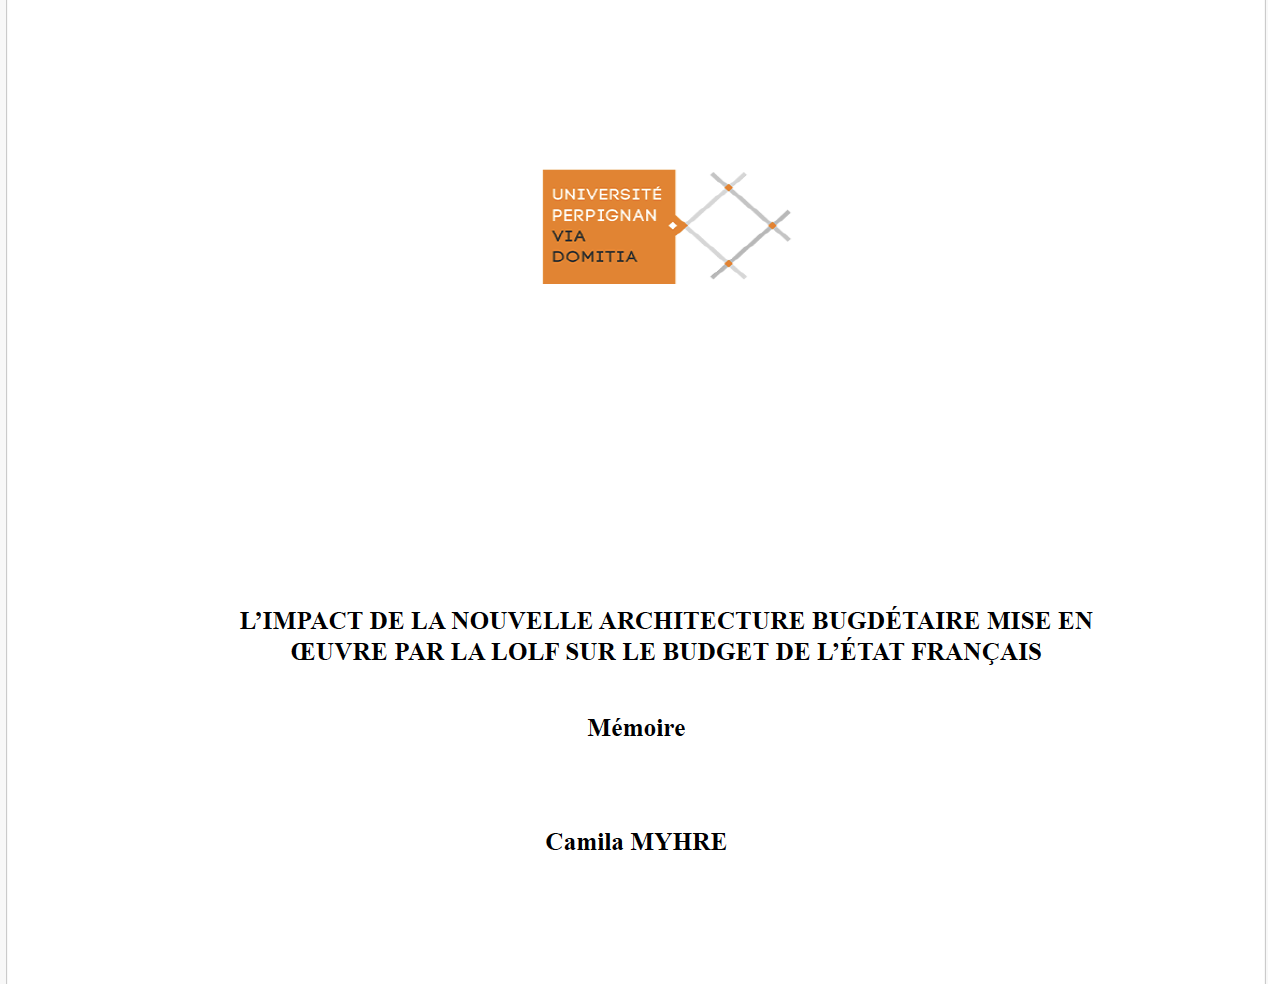 UNIVERSITÉ
PERPIGNAN
VIA
DOMITIA
L’IMPACT DE LA NOUVELLE ARCHITECTURE BUGDÉTAIRE MISE EN
ŒUVRE PAR LA LOLF SUR LE BUDGET DE L’ÉTAT FRANÇAIS
Mémoire
Camila MYHRE